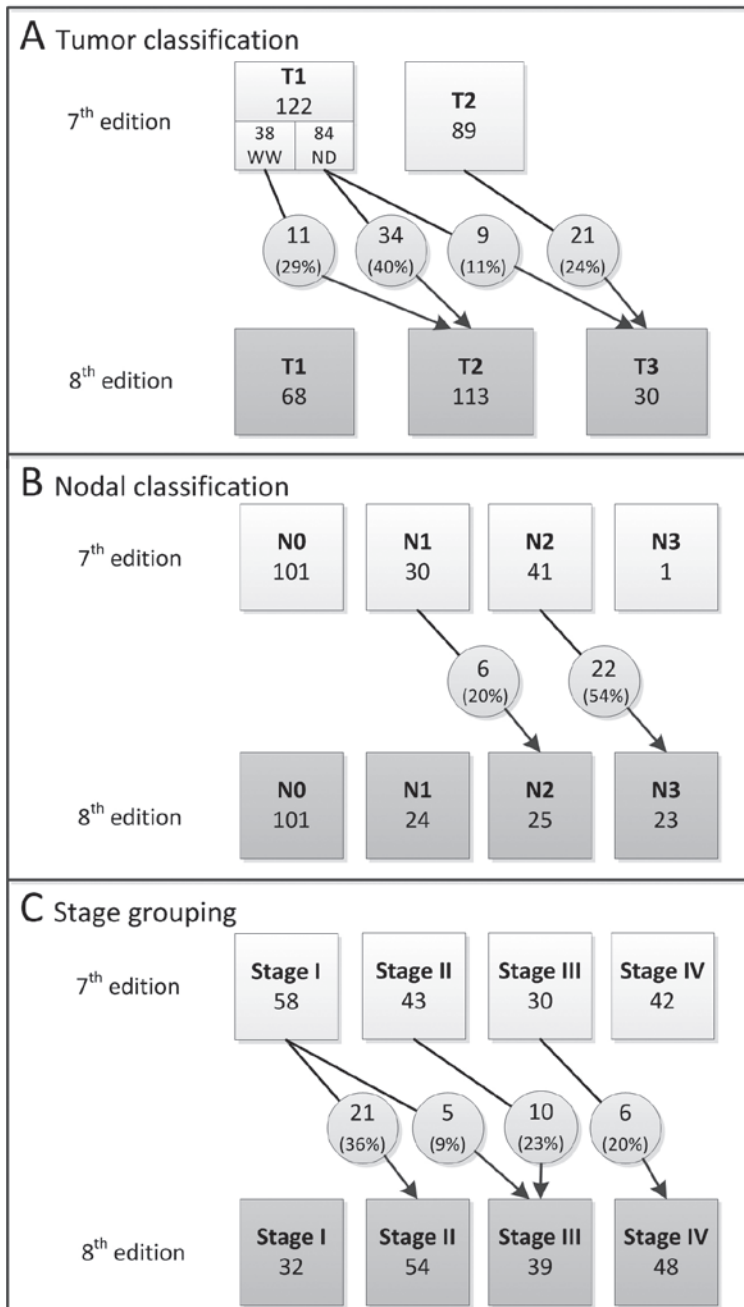 A Tumor classification
T1
122
T2
89
7th edition
38
WW
84
ND
11
(29%)
34
(40%)
9
(11%)
21
(24%)
8th edition
T1
68
T2
113
T3
30
B Nodal classification
7th edition
N0
101
N1
30
N2
41
N3
1
6
(20%)
22
(54%)
8th edition
N0
101
N1
24
N2
25
N3
23
C Stage grouping
7th edition
Stage I
58
Stage II
43
Stage III
30
Stage IV
42
21
(36%)
5
(9%)
10
(23%)
6
(20%)
8th edition
Stage I
32
Stage II
54
Stage III
39
Stage IV
48